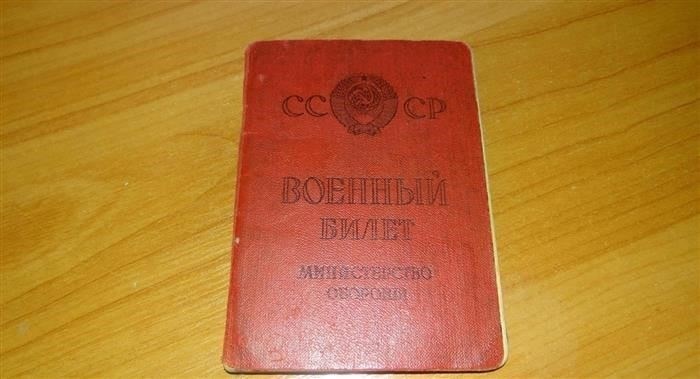 СССР
ВОЕННЫЙ
БИЛЕТ
МИНИСТЕРСТВО
ОБОРОНЫ